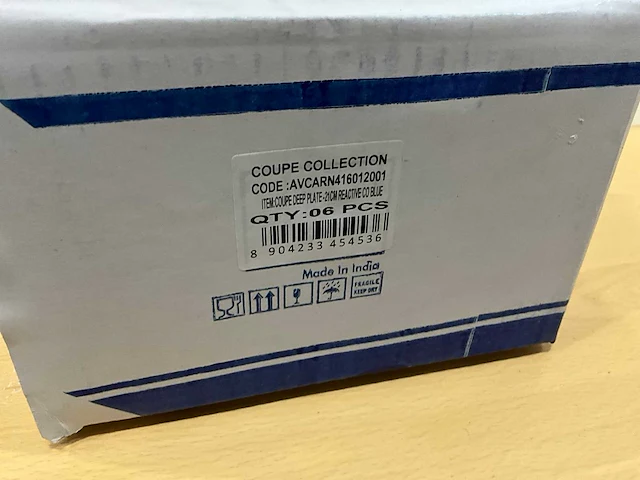 COUPE COLLECTION
CODE :AVCARN416012001
ITEM:COUPE DEEP PLATE -21CM REACTIVE CO BLUE
QTY:06 PCS
8 904233 454536
Made In India
FRAGILE
KEEP DRY